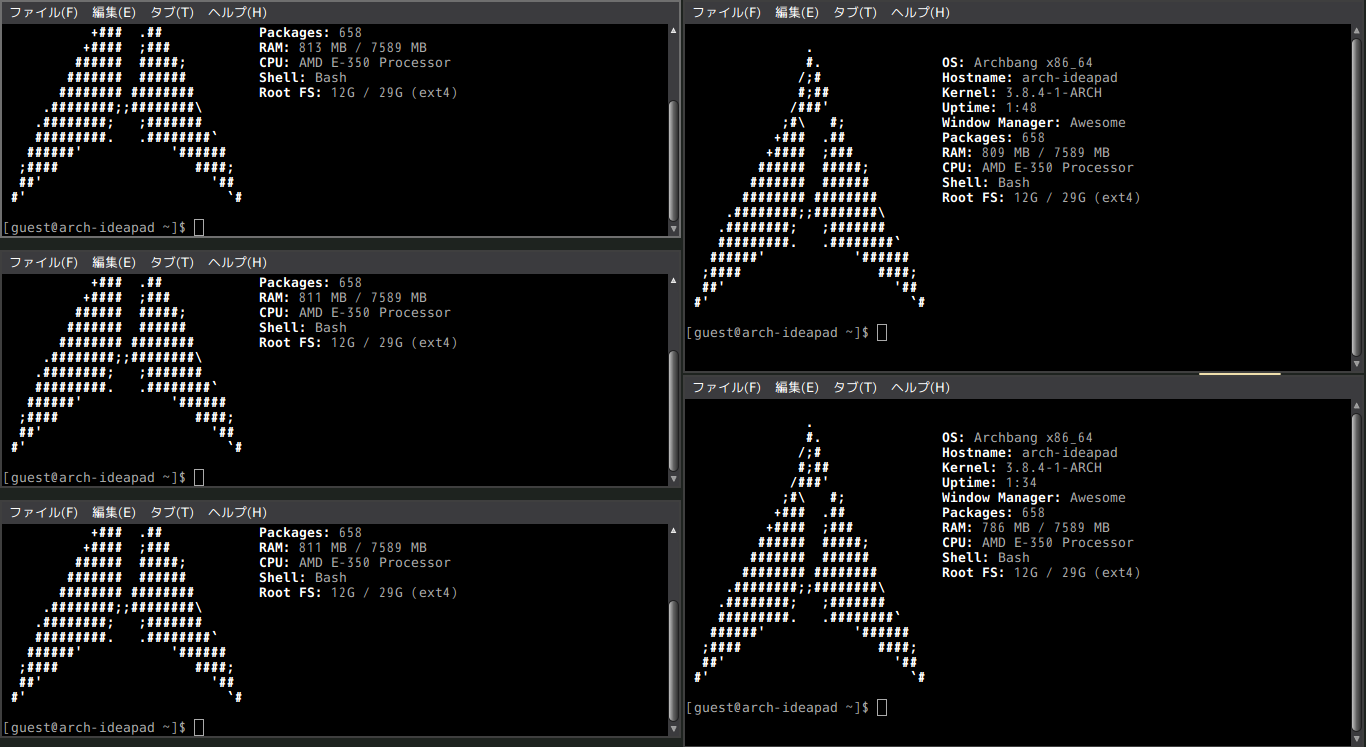 ファイル(F) 編集(E) タブ(T) ヘルプ(H)
+### .## Packages: 658
+#### ;### RAM: 813 MB / 7589 MB
###### #####; CPU: AMD E-350 Processor
####### ###### Shell: Bash
######## ######## Root FS: 12G / 29G (ext4)
.########;;########\
.########; ;#######
#########. .########`
######' '######
;#### ####;
##' '##
#' `#
[guest@arch-ideapad ~]$
ファイル(F) 編集(E) タブ(T) ヘルプ(H)
+### .## Packages: 658
+#### ;### RAM: 811 MB / 7589 MB
###### #####; CPU: AMD E-350 Processor
####### ###### Shell: Bash
######## ######## Root FS: 12G / 29G (ext4)
.########;;########\
.########; ;#######
#########. .########`
######' '######
;#### ####;
##' '##
#' `#
[guest@arch-ideapad ~]$
ファイル(F) 編集(E) タブ(T) ヘルプ(H)
+### .## Packages: 658
+#### ;### RAM: 811 MB / 7589 MB
###### #####; CPU: AMD E-350 Processor
####### ###### Shell: Bash
######## ######## Root FS: 12G / 29G (ext4)
.########;;########\
.########; ;#######
#########. .########`
######' '######
;#### ####;
##' '##
#' `#
[guest@arch-ideapad ~]$
ファイル(F) 編集(E) タブ(T) ヘルプ(H)
.
#. OS: Archbang x86_64
/;# Hostname: arch-ideapad
#;## Kernel: 3.8.4-1-ARCH
/###' Uptime: 1:48
;#\ #; Window Manager: Awesome
+### .## Packages: 658
+#### ;### RAM: 809 MB / 7589 MB
###### #####; CPU: AMD E-350 Processor
####### ###### Shell: Bash
######## ######## Root FS: 12G / 29G (ext4)
.########;;########\
.########; ;#######
#########. .########`
######' '######
;#### ####;
##' '##
#' `#
[guest@arch-ideapad ~]$
ファイル(F) 編集(E) タブ(T) ヘルプ(H)
.
#. OS: Archbang x86_64
/;# Hostname: arch-ideapad
#;## Kernel: 3.8.4-1-ARCH
/###' Uptime: 1:34
;#\ #; Window Manager: Awesome
+### .## Packages: 658
+#### ;### RAM: 786 MB / 7589 MB
###### #####; CPU: AMD E-350 Processor
####### ###### Shell: Bash
######## ######## Root FS: 12G / 29G (ext4)
.########;;########\
.########; ;#######
#########. .########`
######' '######
;#### ####;
##' '##
#' `#
[guest@arch-ideapad ~]$